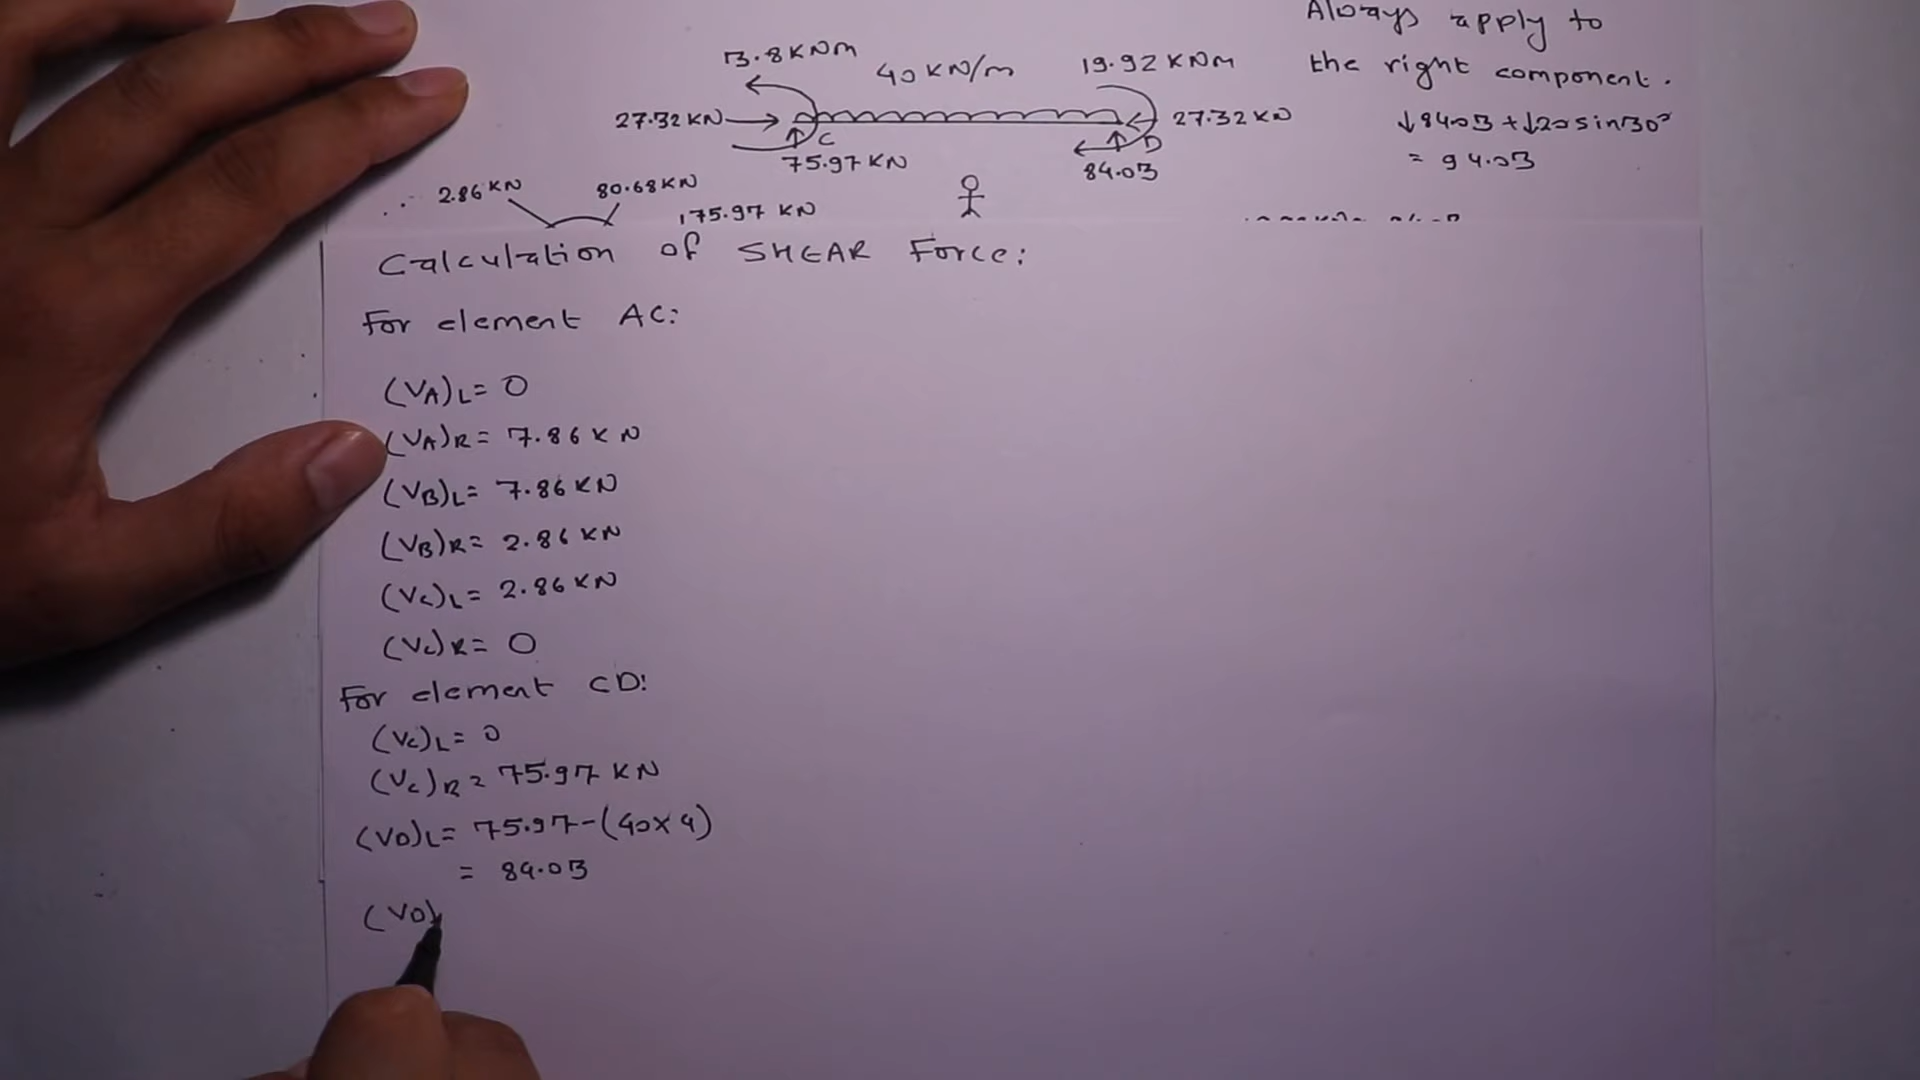 Always apply to
the right component.
↓84.03 + ↓20 sin 30°
= 94.03
13.8 KNm
40 KN/m
19.92 KNm
27.32 KN
C
D
27.32 KN
75.97 KN
84.03
2.86 KN
80.68 KN
75.97 KN
Calculation of SHEAR Force:
For element AC:
(VA)L = 0
(VA)R = 7.86 KN
(VB)L = 7.86 KN
(VB)R = 2.86 KN
(VC)L = 2.86 KN
(VC)R = 0
For element CD:
(VC)L = 0
(VC)R = 75.97 KN
(VD)L = 75.97 - (40 x 4)
= 84.03
(VD)